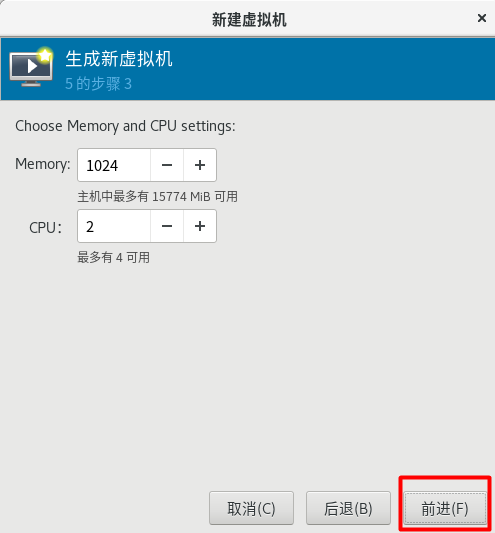 新建虚拟机
生成新虚拟机
5 的步骤 3
Choose Memory and CPU settings:
Memory: 1024 − +
主机中最多有 15774 MiB 可用
CPU： 2 − +
最多有 4 可用
取消(C) 后退(B) 前进(F)